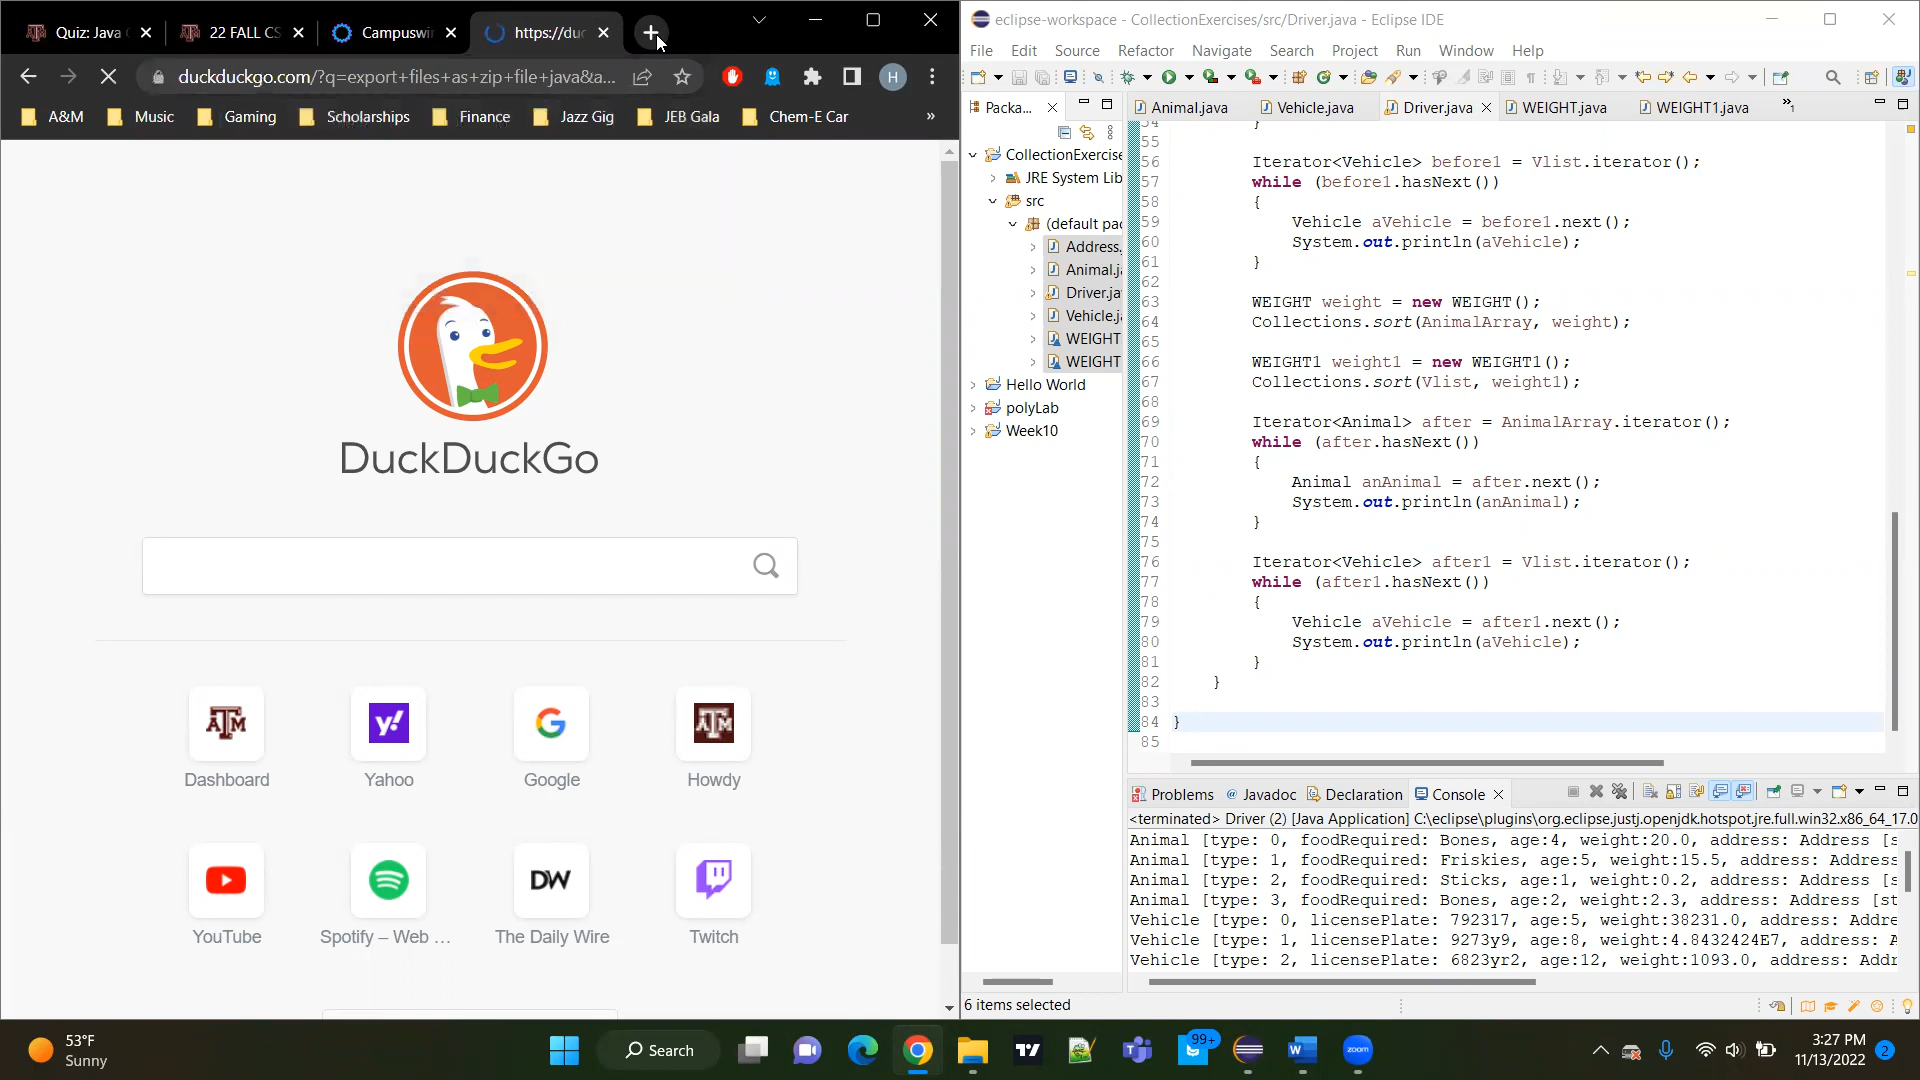 Quiz: Java
22 FALL CS
Campuswi
https://duc
duckduckgo.com/?q=export+files+as+zip+file+java&a...
H
A&M
Music
Gaming
Scholarships
Finance
Jazz Gig
JEB Gala
Chem-E Car
»
DuckDuckGo
Dashboard
Yahoo
Google
Howdy
YouTube
Spotify – Web ...
The Daily Wire
Twitch
eclipse-workspace - CollectionExercises/src/Driver.java - Eclipse IDE
File Edit Source Refactor Navigate Search Project Run Window Help
Packa...
CollectionExercise
JRE System Lib
src
(default pac
Address.
Animal.j
Driver.ja
Vehicle.j
WEIGHT
WEIGHT
Hello World
polyLab
Week10
Animal.java Vehicle.java Driver.java WEIGHT.java WEIGHT1.java »1
54 }
55
56 Iterator<Vehicle> before1 = Vlist.iterator();
57 while (before1.hasNext())
58 {
59 Vehicle aVehicle = before1.next();
60 System.out.println(aVehicle);
61 }
62
63 WEIGHT weight = new WEIGHT();
64 Collections.sort(AnimalArray, weight);
65
66 WEIGHT1 weight1 = new WEIGHT1();
67 Collections.sort(Vlist, weight1);
68
69 Iterator<Animal> after = AnimalArray.iterator();
70 while (after.hasNext())
71 {
72 Animal anAnimal = after.next();
73 System.out.println(anAnimal);
74 }
75
76 Iterator<Vehicle> after1 = Vlist.iterator();
77 while (after1.hasNext())
78 {
79 Vehicle aVehicle = after1.next();
80 System.out.println(aVehicle);
81 }
82 }
83
84 }
85
Problems @ Javadoc Declaration Console
<terminated> Driver (2) [Java Application] C:\eclipse\plugins\org.eclipse.justj.openjdk.hotspot.jre.full.win32.x86_64_17.0
Animal [type: 0, foodRequired: Bones, age:4, weight:20.0, address: Address [s
Animal [type: 1, foodRequired: Friskies, age:5, weight:15.5, address: Address
Animal [type: 2, foodRequired: Sticks, age:1, weight:0.2, address: Address [s
Animal [type: 3, foodRequired: Bones, age:2, weight:2.3, address: Address [st
Vehicle [type: 0, licensePlate: 792317, age:5, weight:38231.0, address: Addre
Vehicle [type: 1, licensePlate: 9273y9, age:8, weight:4.8432424E7, address: A
Vehicle [type: 2, licensePlate: 6823yr2, age:12, weight:1093.0, address: Addr
6 items selected
53°F
Sunny
Search
99+
zoom
3:27 PM
11/13/2022
2